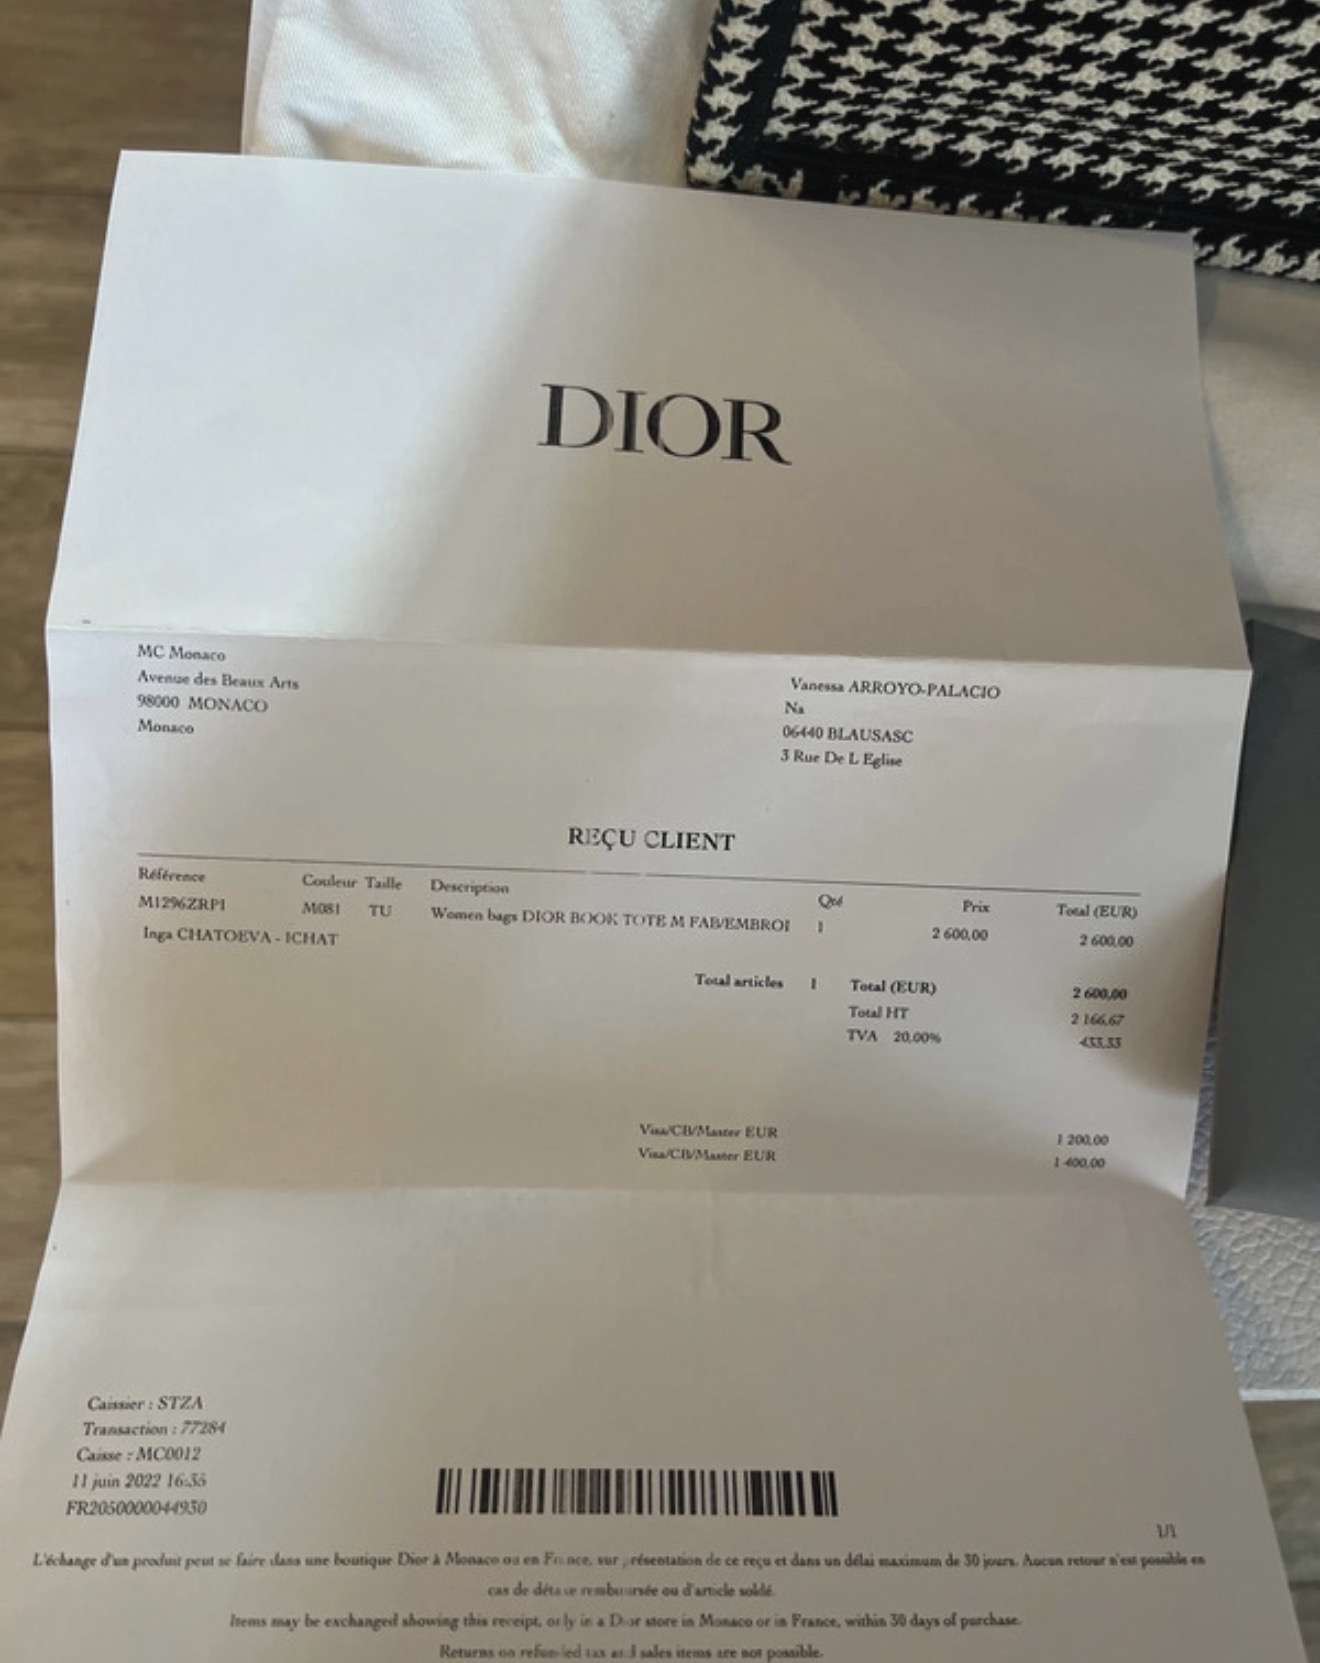 DIOR
MC Monaco
Avenue des Beaux Arts
98000 MONACO
Monaco
Vanessa ARROYO-PALACIO
Na
06440 BLAUSASC
3 Rue De L Eglise
REÇU CLIENT
Référence Couleur Taille Description Qté Prix Total (EUR)
M1296ZRPI M081 TU Women bags DIOR BOOK TOTE M FAB/EMBROI 1 2 600,00 2 600,00
Inga CHATOEVA - ICHAT
Total articles 1 Total (EUR) 2 600,00
Total HT 2 166,67
TVA 20,00% 433,33
Visa/CB/Master EUR 1 200,00
Visa/CB/Master EUR 1 400,00
Caissier : STZA
Transaction : 77284
Caisse : MC0012
11 juin 2022 16:35
FR2050000044930
1/1
L'échange d'un produit peut se faire dans une boutique Dior à Monaco ou en France, sur présentation de ce reçu et dans un délai maximum de 30 jours. Aucun retour n'est possible en
cas de détaxe remboursée ou d'article soldé.
Items may be exchanged showing this receipt, only in a Dior store in Monaco or in France, within 30 days of purchase.
Returns on refunded tax and sales items are not possible.